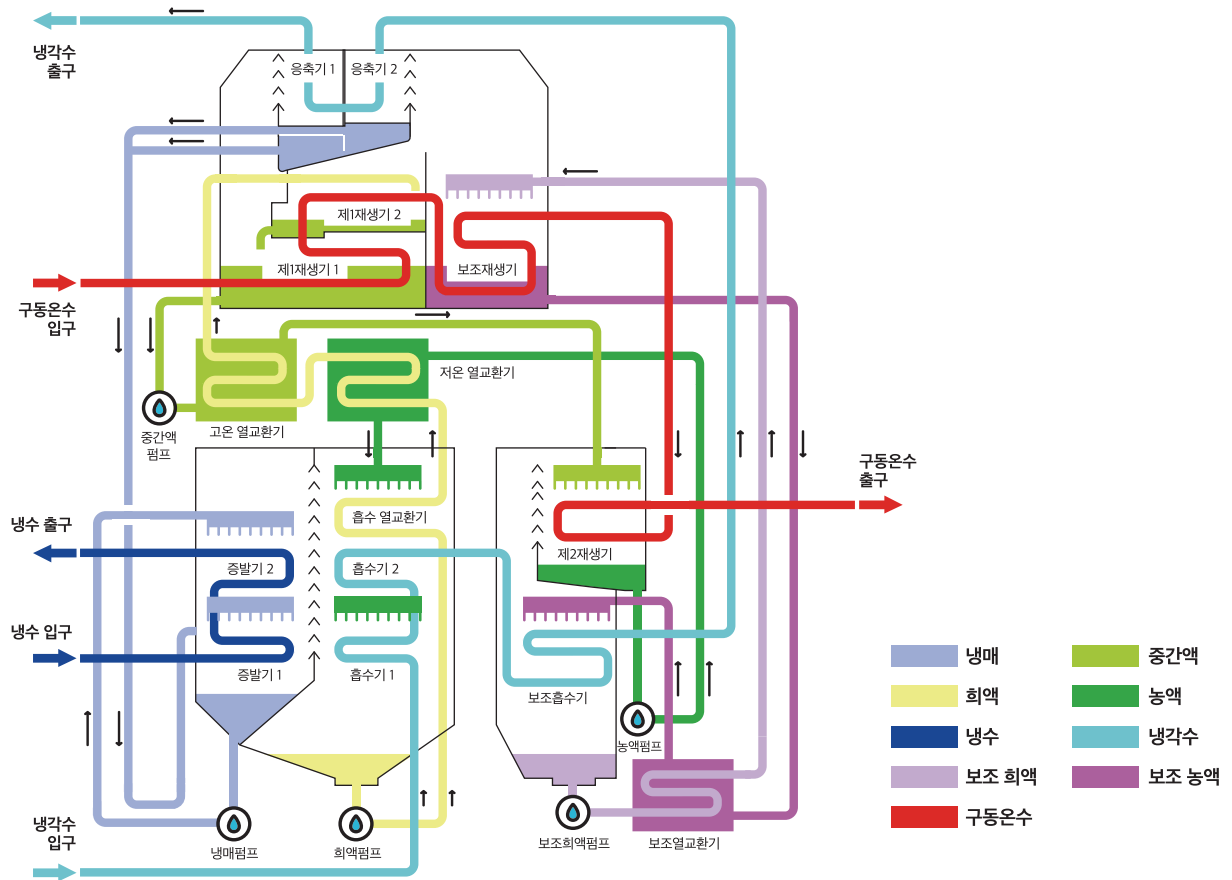 냉각수
출구
응축기 1
응축기 2
제1재생기 2
제1재생기 1
보조재생기
구동온수
입구
저온 열교환기
고온 열교환기
중간액
펌프
구동온수
출구
흡수 열교환기
냉수 출구
제2재생기
증발기 2
흡수기 2
냉수 입구
증발기 1
흡수기 1
보조흡수기
농액펌프
냉각수
입구
냉매펌프
희액펌프
보조희액펌프
보조열교환기
냉매
중간액
희액
농액
냉수
냉각수
보조 희액
보조 농액
구동온수